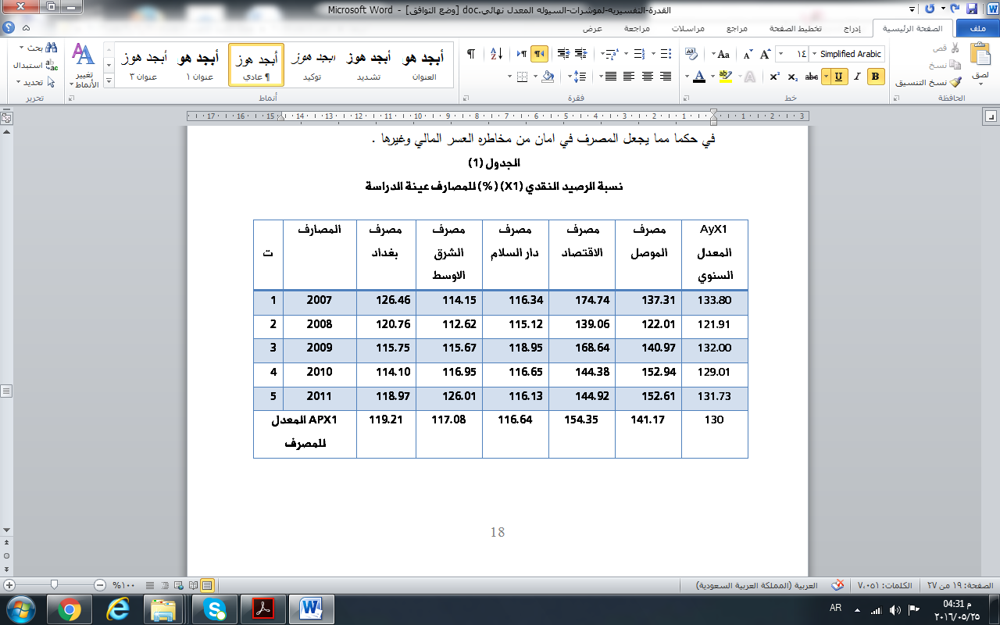 القدرة-التفسيريه-لموشرات-السيوله المعدل نهائي.doc [وضع التوافق] - Microsoft Word
ملف الصفحة الرئيسية إدراج تخطيط الصفحة مراجع مراسلات مراجعة عرض
لصق
قص
نسخ
نسخ التنسيق
الحافظة
Simplified Arabic ١٤
خط
فقرة
أبجد هوز العنوان
أبجد هوز تشديد
أبجد هوز توكيد
أبجد هوز عادي ¶
أبجد هو عنوان ١
أبجد هوز عنوان ٣
أنماط
تغيير الأنماط
بحث
استبدال
تحديد
تحرير
3 2 1 1 2 3 4 5 6 7 8 9 10 11 12 13 14 15 16 17
في حكما مما يجعل المصرف في امان من مخاطره العسر المالي وغيرها .
الجدول (1)
نسبة الرصيد النقدي (X1) (%) للمصارف عينة الدراسة
ت المصارف مصرف بغداد مصرف الشرق الاوسط مصرف دار السلام مصرف الاقتصاد مصرف الموصل AyX1 المعدل السنوي
1 2007 126.46 114.15 116.34 174.74 137.31 133.80
2 2008 120.76 112.62 115.12 139.06 122.01 121.91
3 2009 115.75 115.67 118.95 168.64 140.97 132.00
4 2010 114.10 116.95 116.65 144.38 152.94 129.01
5 2011 118.97 126.01 116.13 144.92 152.61 131.73
APX1 المعدل للمصرف 119.21 117.08 116.64 154.35 141.17 130
18
الصفحة: ١٩ من ٢٧ الكلمات: ٧،٠٥١ العربية (المملكة العربية السعودية) ١٠٠%
AR
04:31 م
٢٠١٦/٠٥/٢٥